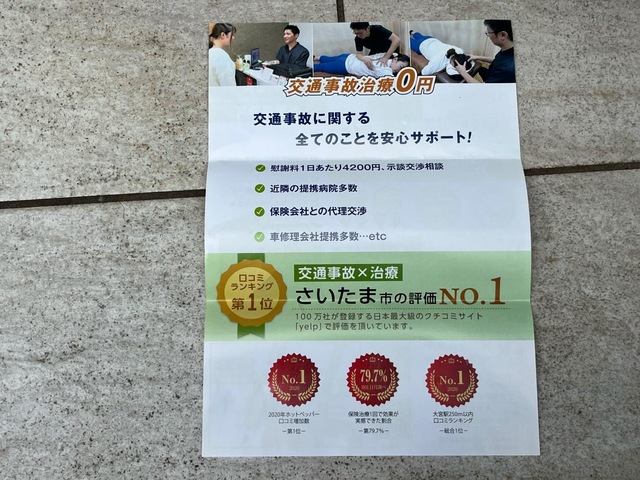 交通事故治療0円
交通事故に関する
全てのことを安心サポート!
慰謝料1日あたり4200円、示談交渉相談
近隣の提携病院多数
保険会社との代理交渉
車修理会社提携多数…etc
口コミ
ランキング
第1位
交通事故×治療
さいたま市の評価NO.1
100万社が登録する日本最大級のクチコミサイト
「yelp」で評価を頂いています。
No.1
2020
2020年ホットペッパー
口コミ増加数
ー第1位ー
79.7%
保険治療1回で効果が
実感できた割合
ー第79.7%ー
No.1
2020
大宮駅250m以内
口コミランキング
ー総合1位ー